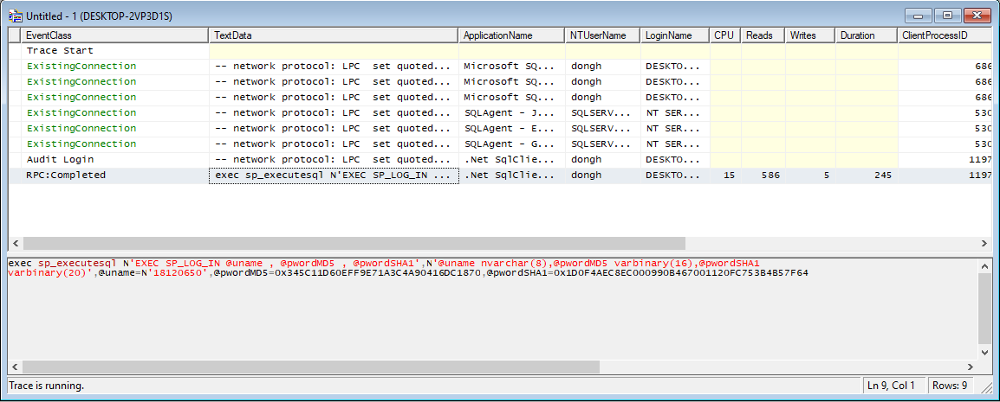 Untitled - 1 (DESKTOP-2VP3D1S)
EventClass TextData ApplicationName NTUserName LoginName CPU Reads Writes Duration ClientProcessID
Trace Start
ExistingConnection -- network protocol: LPC set quoted... Microsoft SQ... dongh DESKTO... 686
ExistingConnection -- network protocol: LPC set quoted... Microsoft SQ... dongh DESKTO... 686
ExistingConnection -- network protocol: LPC set quoted... Microsoft SQ... dongh DESKTO... 686
ExistingConnection -- network protocol: LPC set quoted... SQLAgent - J... SQLSERV... NT SER... 530
ExistingConnection -- network protocol: LPC set quoted... SQLAgent - E... SQLSERV... NT SER... 530
ExistingConnection -- network protocol: LPC set quoted... SQLAgent - G... SQLSERV... NT SER... 530
Audit Login -- network protocol: LPC set quoted... .Net SqlClie... dongh DESKTO... 1197
RPC:Completed exec sp_executesql N'EXEC SP_LOG_IN ... .Net SqlClie... dongh DESKTO... 15 586 5 245 1197
exec sp_executesql N'EXEC SP_LOG_IN @uname , @pwordMD5 , @pwordSHA1',N'@uname nvarchar(8),@pwordMD5 varbinary(16),@pwordSHA1
varbinary(20)',@uname=N'18120650',@pwordMD5=0x345C11D60EFF9E71A3C4A90416DC1870,@pwordSHA1=0x1D0F4AEC8EC000990B467001120FC753B4B57F64
Trace is running.
Ln 9, Col 1 Rows: 9